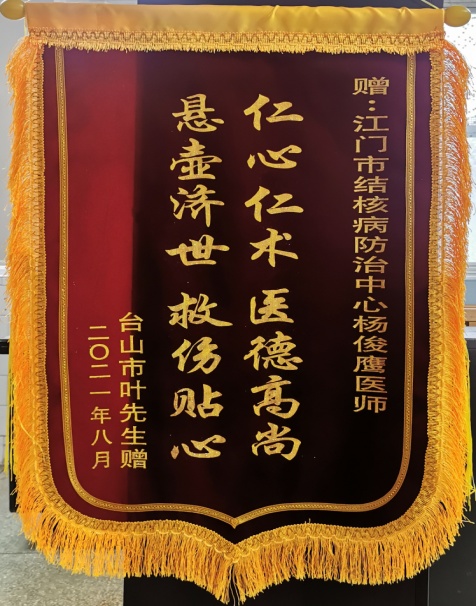 赠：江门市结核病防治中心杨俊鹰医师
仁心仁术 医德高尚
悬壶济世 救伤贴心
台山市叶先生赠
二〇二一年八月